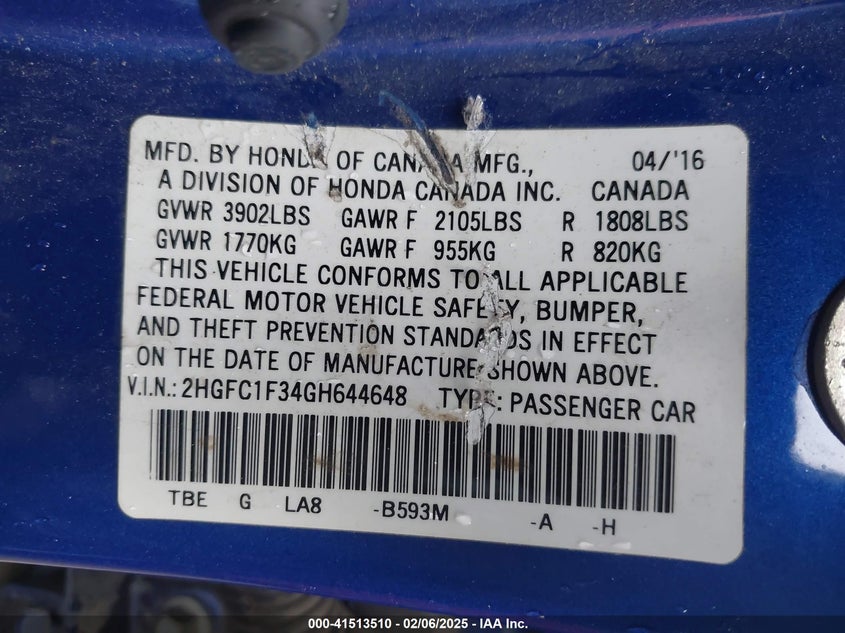 MFD. BY HONDA OF CANADA MFG., 04/'16
A DIVISION OF HONDA CANADA INC. CANADA
GVWR 3902LBS GAWR F 2105LBS R 1808LBS
GVWR 1770KG GAWR F 955KG R 820KG
THIS VEHICLE CONFORMS TO ALL APPLICABLE
FEDERAL MOTOR VEHICLE SAFETY, BUMPER,
AND THEFT PREVENTION STANDARDS IN EFFECT
ON THE DATE OF MANUFACTURE SHOWN ABOVE.
V.I.N.: 2HGFC1F34GH644648 TYPE: PASSENGER CAR
TBE G LA8 -B593M -A -H
000-41513510 - 02/06/2025 - IAA Inc.